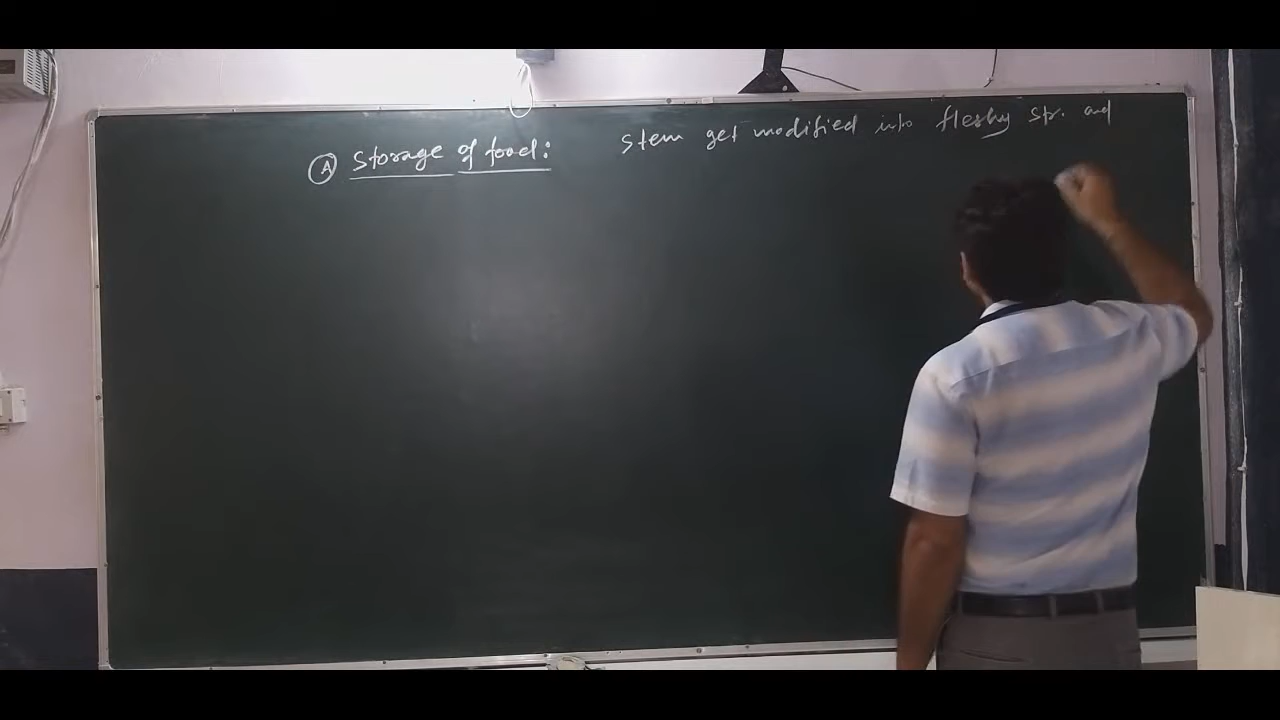 Ⓐ Storage of food: Stem get modified into fleshy Str. and